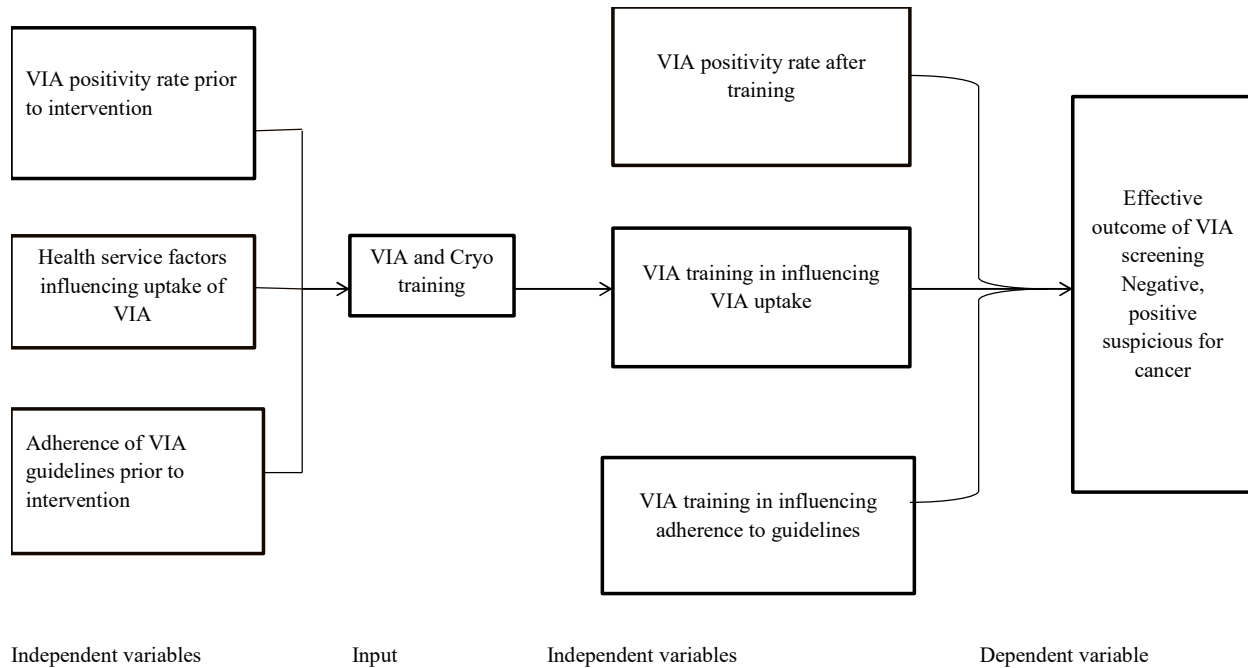 VIA positivity rate prior
to intervention
Health service factors
influencing uptake of
VIA
Adherence of VIA
guidelines prior to
intervention
VIA and Cryo
training
VIA positivity rate after
training
VIA training in influencing
VIA uptake
VIA training in influencing
adherence to guidelines
Effective
outcome of VIA
screening
Negative,
positive
suspicious for
cancer
Independent variables
Input
Independent variables
Dependent variable